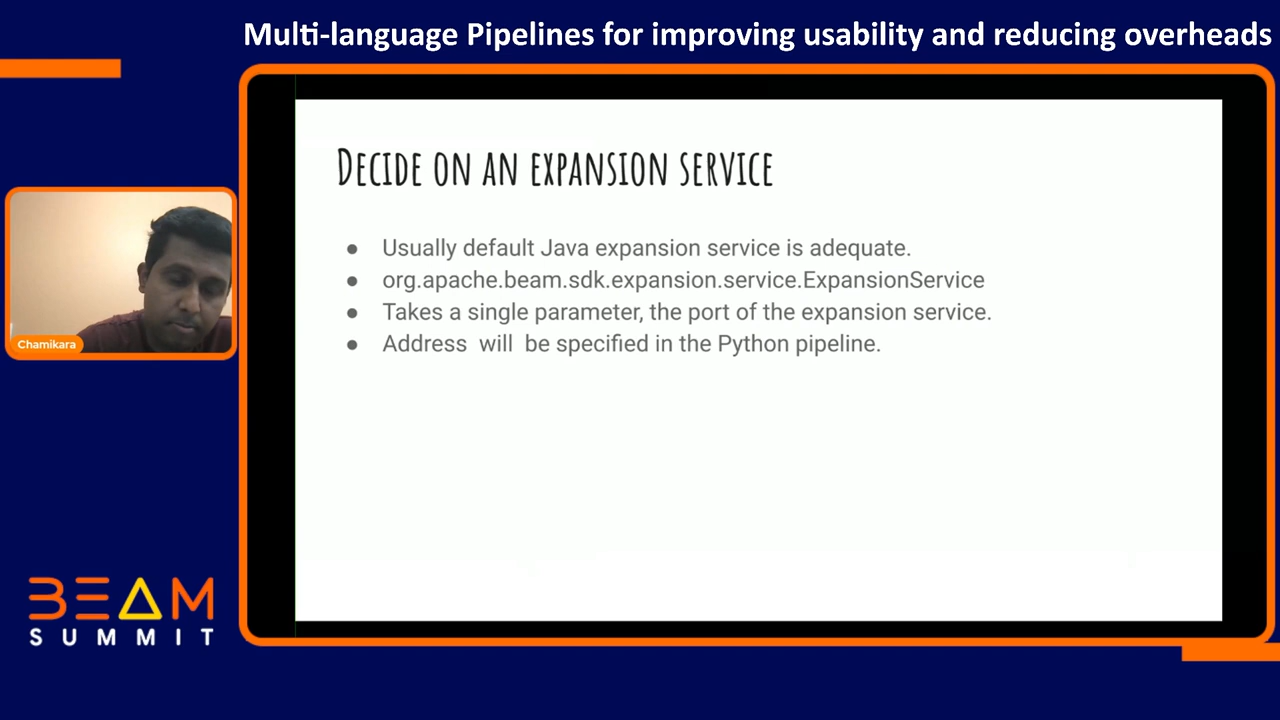 Multi-language Pipelines for improving usability and reducing overheads
DECIDE ON AN EXPANSION SERVICE
● Usually default Java expansion service is adequate.
● org.apache.beam.sdk.expansion.service.ExpansionService
● Takes a single parameter, the port of the expansion service.
● Address will be specified in the Python pipeline.
Chamikara
BEAM
SUMMIT